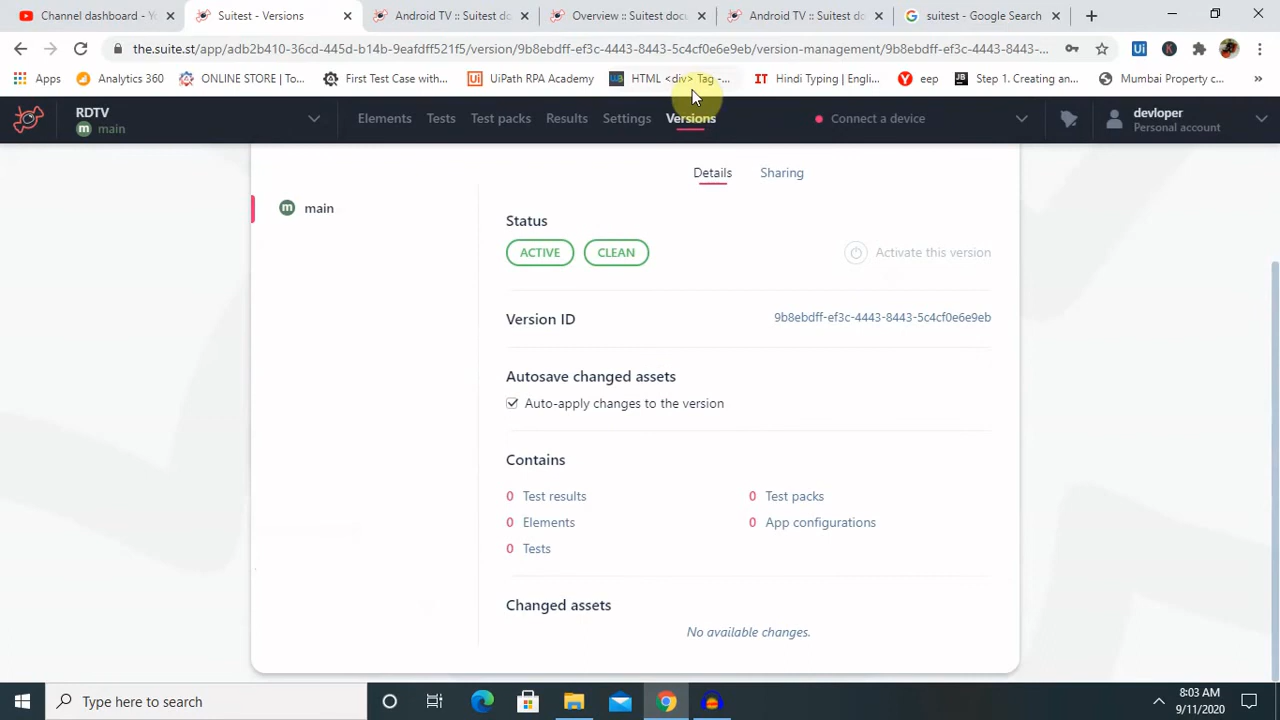 Channel dashboard - Yo
Suitest - Versions
Android TV :: Suitest doc
Overview :: Suitest docu
Android TV :: Suitest doc
suitest - Google Search
the.suite.st/app/adb2b410-36cd-445d-b14b-9eafdff521f5/version/9b8ebdff-ef3c-4443-8443-5c4cf0e6e9eb/version-management/9b8ebdff-ef3c-4443-8443-...
Apps
Analytics 360
ONLINE STORE | To...
First Test Case with...
UiPath RPA Academy
HTML <div> Tag -...
Hindi Typing | Engli...
eep
Step 1. Creating an...
Mumbai Property c...
RDTV
m main
Elements
Tests
Test packs
Results
Settings
Versions
Connect a device
devloper
Personal account
Details
Sharing
m main
Status
ACTIVE
CLEAN
Activate this version
Version ID
9b8ebdff-ef3c-4443-8443-5c4cf0e6e9eb
Autosave changed assets
Auto-apply changes to the version
Contains
0 Test results
0 Test packs
0 Elements
0 App configurations
0 Tests
Changed assets
No available changes.
Type here to search
8:03 AM
9/11/2020